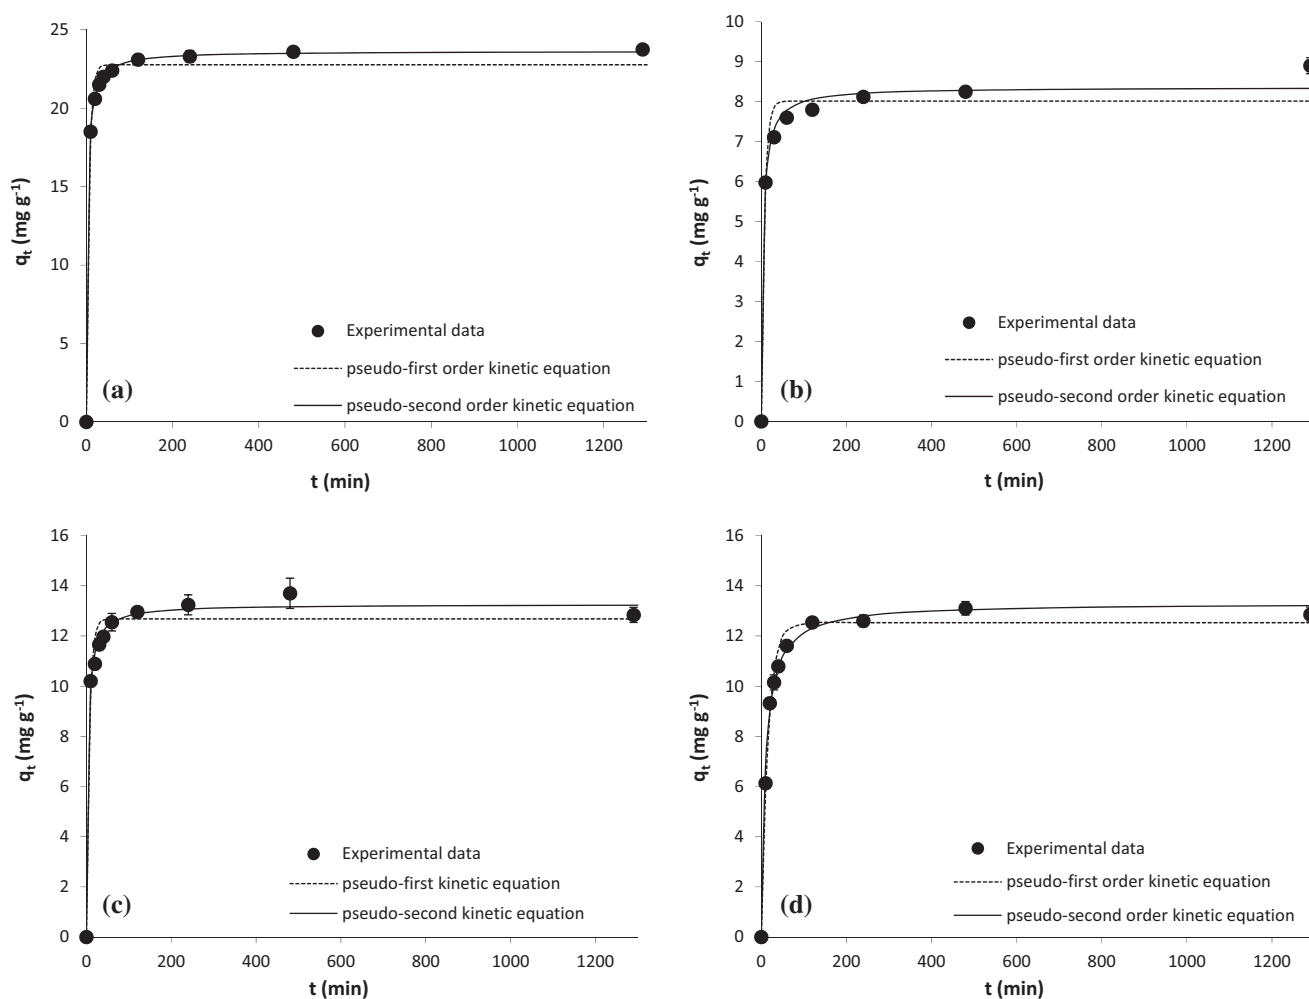 25
20
15
10
5
0
q_t (mg g⁻¹)
Experimental data
pseudo-first order kinetic equation
pseudo-second order kinetic equation
(a)
0 200 400 600 800 1000 1200
t (min)
10
9
8
7
6
5
4
3
2
1
0
q_t (mg g⁻¹)
Experimental data
pseudo-first order kinetic equation
pseudo-second order kinetic equation
(b)
0 200 400 600 800 1000 1200
t (min)
16
14
12
10
8
6
4
2
0
q_t (mg g⁻¹)
Experimental data
pseudo-first kinetic equation
pseudo-second kinetic equation
(c)
0 200 400 600 800 1000 1200
t (min)
16
14
12
10
8
6
4
2
0
q_t (mg g⁻¹)
Experimental data
pseudo-first order kinetic equation
pseudo-second order kinetic equation
(d)
0 200 400 600 800 1000 1200
t (min)